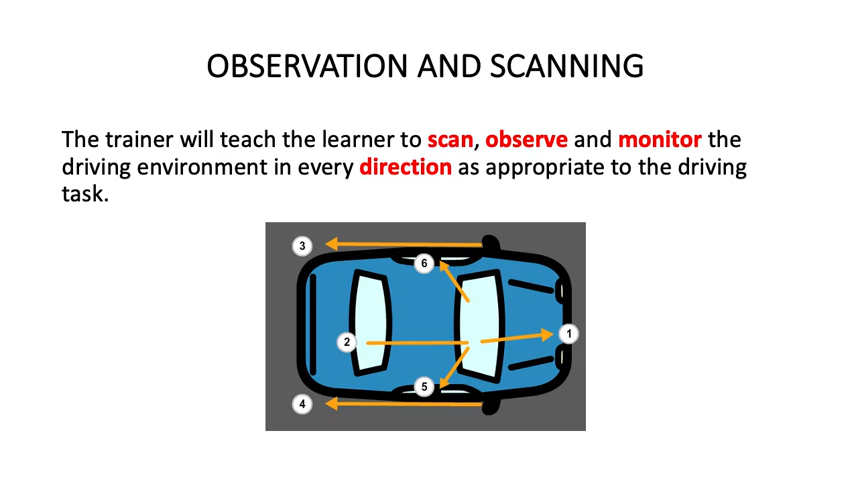 OBSERVATION AND SCANNING
The trainer will teach the learner to scan, observe and monitor the
driving environment in every direction as appropriate to the driving
task.
3
6
1
2
5
4